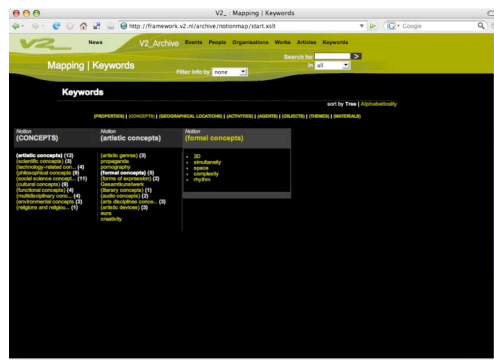 V2_ : Mapping | Keywords
http://framework.v2.nl/archive/notionmap/start.xslt
Google
V2_
News
V2_Archive Events People Organisations Works Articles Keywords
Search for >
Mapping | Keywords
Filter info by none
in all
Keywords
sort by Tree | Alphabetically
(PROPERTIES) | (CONCEPTS) | (GEOGRAPHICAL LOCATIONS) | (ACTIVITIES) | (AGENTS) | (OBJECTS) | (THEMES) | (MATERIALS)
Notion
(CONCEPTS)
(artistic concepts) (12)
(scientific concepts) (3)
(technology-related con... (4)
(philosophical concepts (9)
(social science concept... (11)
(cultural concepts) (9)
(functional concepts) (4)
(multidisciplinary conc... (4)
(environmental concepts (2)
(religions and religiou... (1)
Notion
(artistic concepts)
(artistic genres) (3)
propaganda
pornography
(formal concepts) (5)
(forms of expression) (2)
Gesamtkunstwerk
(literary concepts) (1)
(audio concepts) (2)
(arts disciplines conce... (3)
(artistic devices) (3)
aura
creativity
Notion
(formal concepts)
3D
simultaneity
space
complexity
rhythm